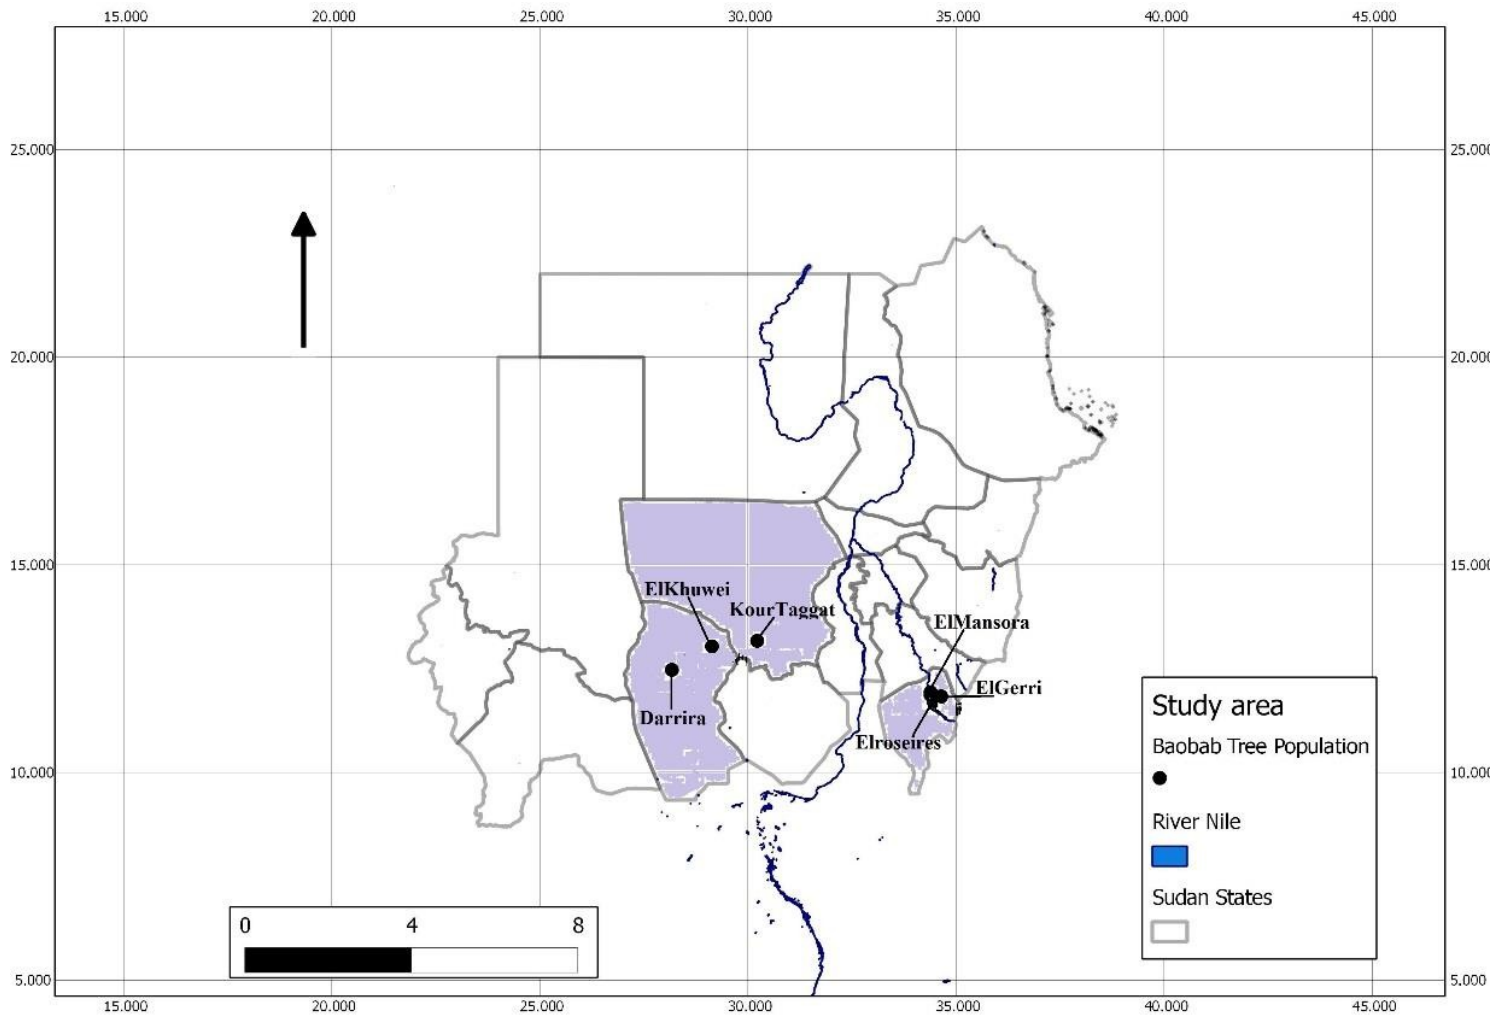 15.000 20.000 25.000 30.000 35.000 40.000 45.000
25.000 25.000
20.000 20.000
15.000 15.000
ElKhuwei
KourTaggat
ElMansora
ElGerri
Darrira
Elroseires
10.000 10.000
Study area
Baobab Tree Population
River Nile
Sudan States
0 4 8
5.000 5.000
15.000 20.000 25.000 30.000 35.000 40.000 45.000